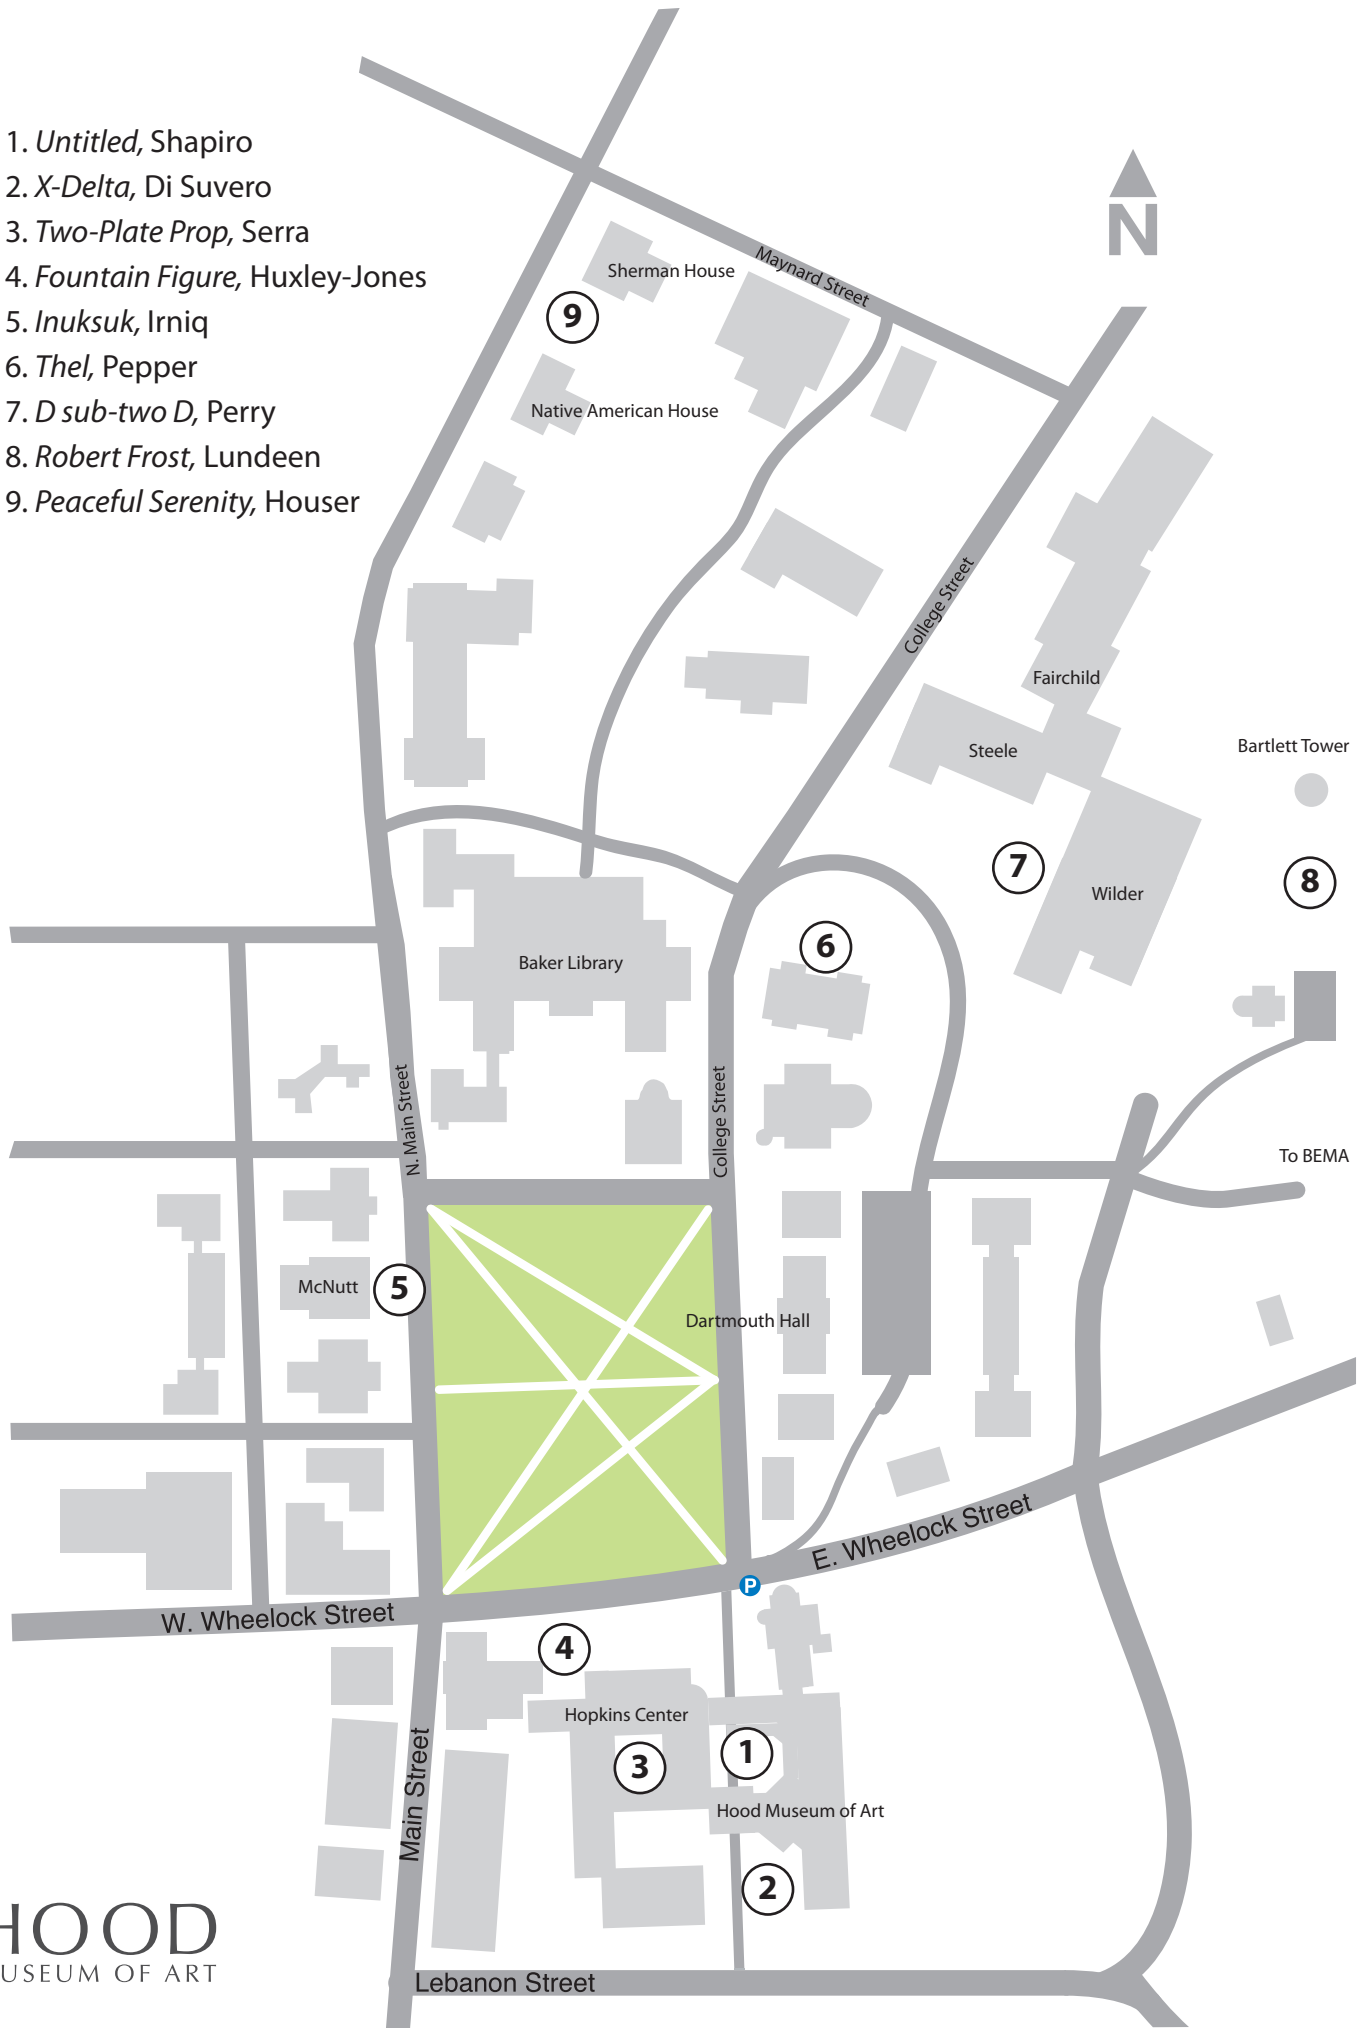 1. Untitled, Shapiro
2. X-Delta, Di Suvero
3. Two-Plate Prop, Serra
4. Fountain Figure, Huxley-Jones
5. Inuksuk, Irniq
6. Thel, Pepper
7. D sub-two D, Perry
8. Robert Frost, Lundeen
9. Peaceful Serenity, Houser
N
Maynard Street
Sherman House
9
Native American House
College Street
Fairchild
Steele
Bartlett Tower
7
8
Wilder
6
Baker Library
N. Main Street
College Street
To BEMA
McNutt
5
Dartmouth Hall
E. Wheelock Street
P
W. Wheelock Street
4
Hopkins Center
1
3
Main Street
Hood Museum of Art
2
HOOD
USEUM OF ART
Lebanon Street